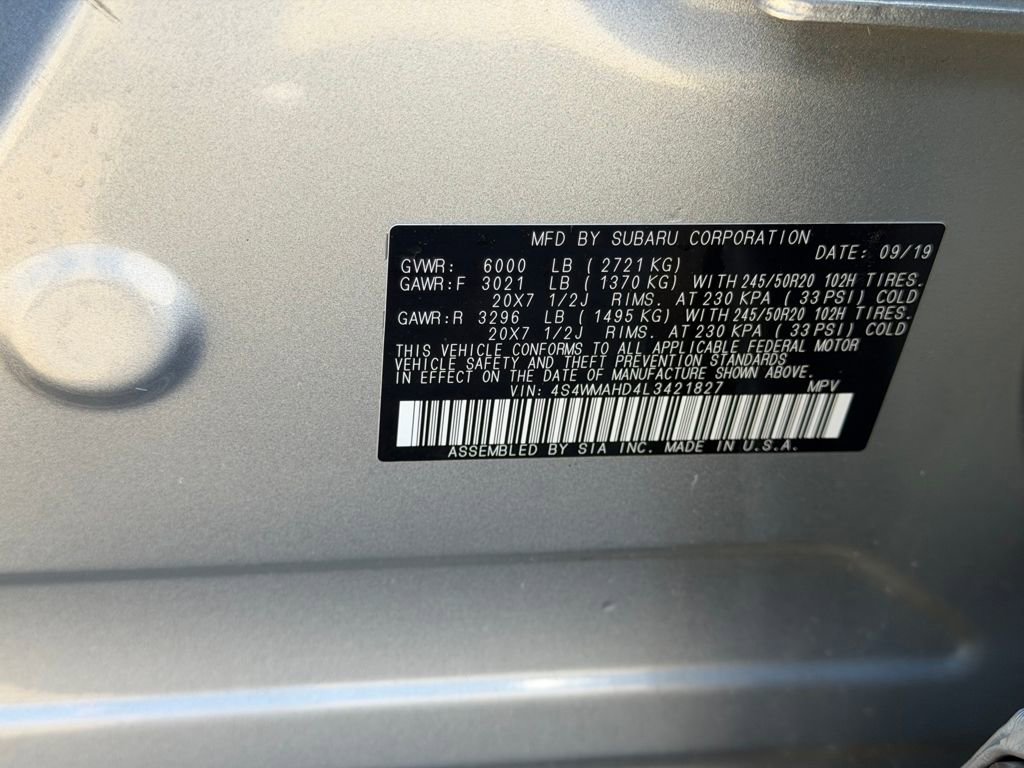 MFD BY SUBARU CORPORATION DATE: 09/19
GVWR: 6000 LB ( 2721 KG)
GAWR:F 3021 LB ( 1370 KG) WITH 245/50R20 102H TIRES.
20X7 1/2J RIMS. AT 230 KPA ( 33 PSI) COLD
GAWR:R 3296 LB ( 1495 KG) WITH 245/50R20 102H TIRES.
20X7 1/2J RIMS. AT 230 KPA ( 33 PSI) COLD
THIS VEHICLE CONFORMS TO ALL APPLICABLE FEDERAL MOTOR
VEHICLE SAFETY AND THEFT PREVENTION STANDARDS
IN EFFECT ON THE DATE OF MANUFACTURE SHOWN ABOVE.
VIN: 4S4WMAHD4L3421827 MPV
ASSEMBLED BY SIA INC. MADE IN U.S.A.